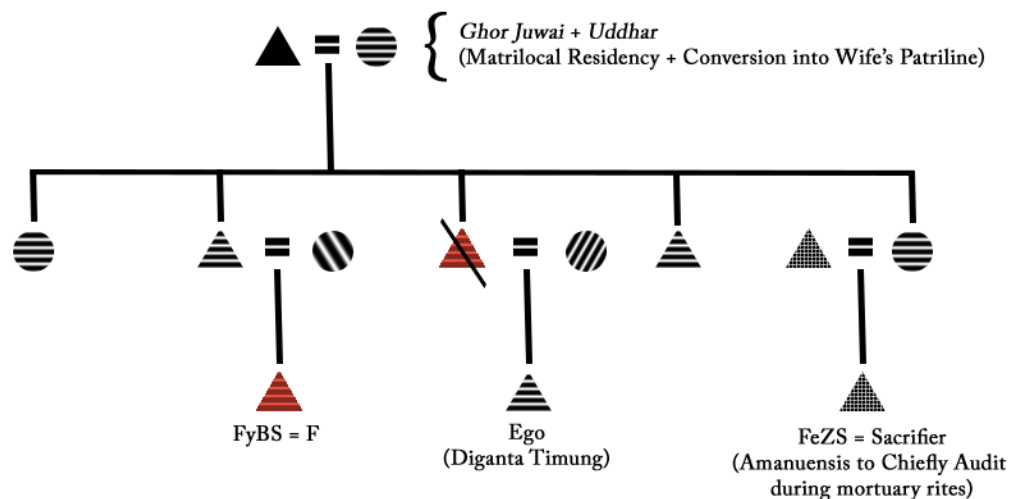 Ghor Juwai + Uddhar
(Matrilocal Residency + Conversion into Wife's Patriline)
FyBS = F
Ego
(Diganta Timung)
FeZS = Sacrifier
(Amanuensis to Chiefly Audit
during mortuary rites)